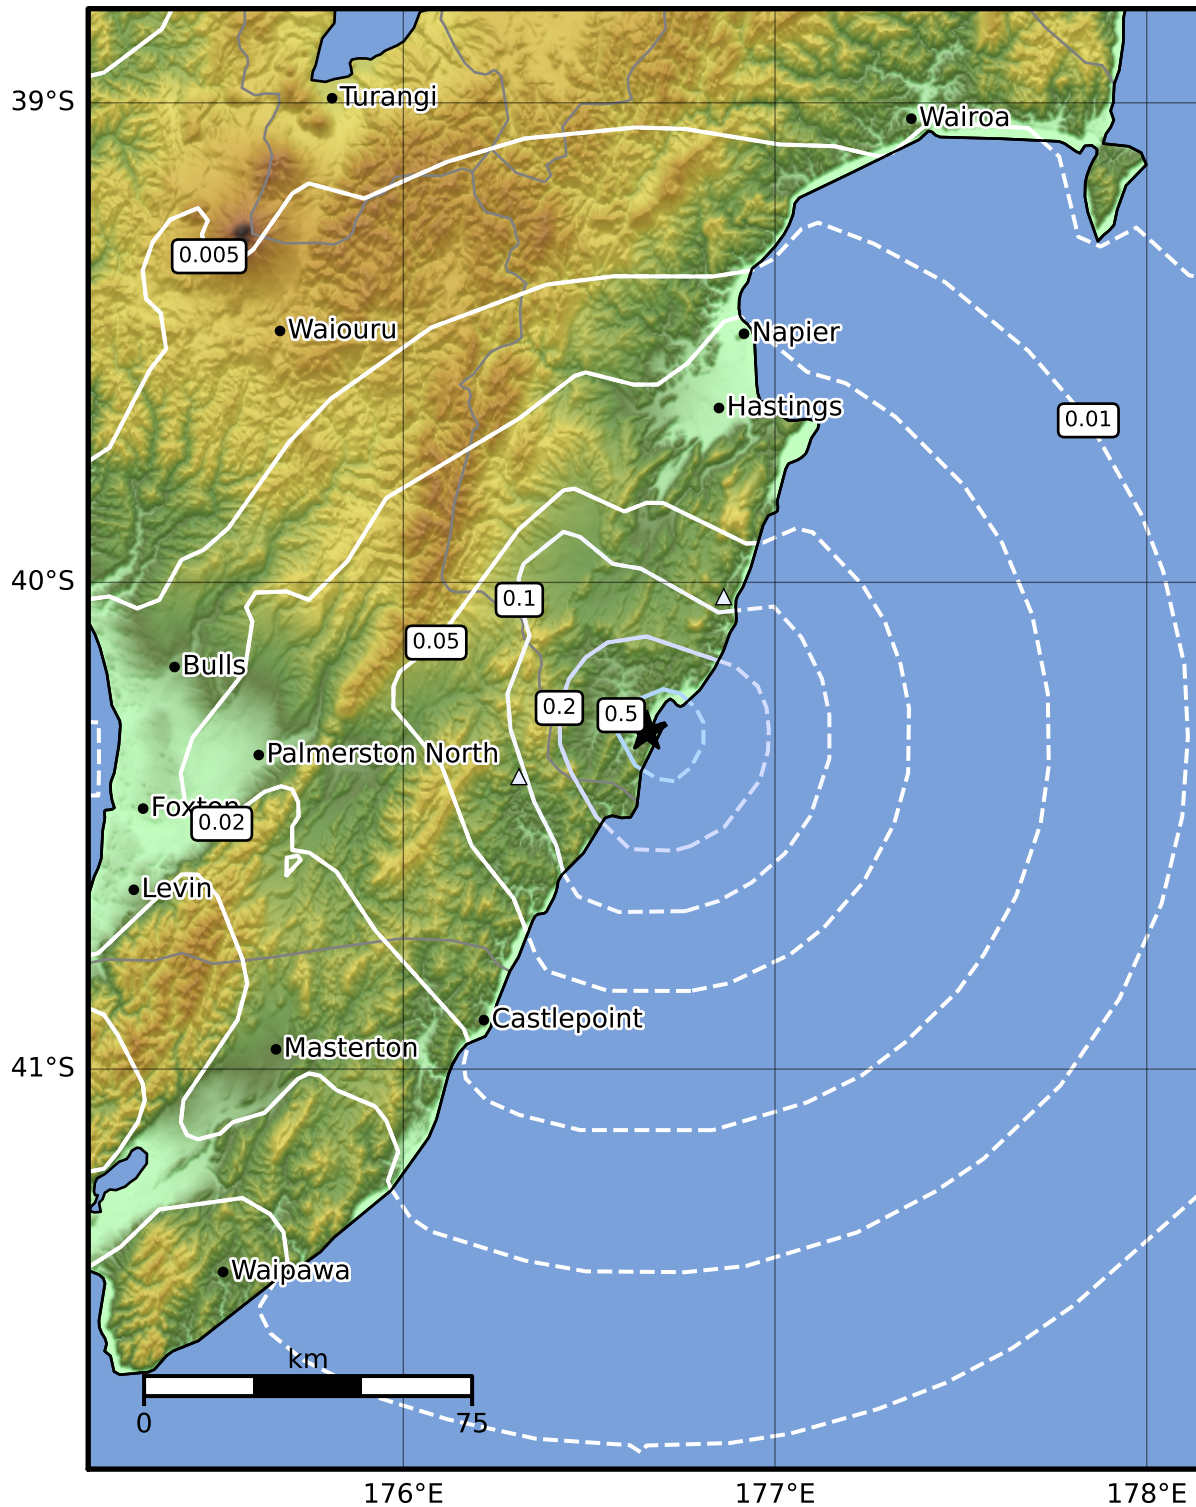 39°S
Turangi
Wairoa
0.005
Waiouru
Napier
Hastings
0.01
40°S
0.1
0.05
Bulls
0.2
0.5
Palmerston North
Foxton
0.02
Levin
Castlepoint
Masterton
41°S
Waipawa
km
0
75
176°E
177°E
178°E